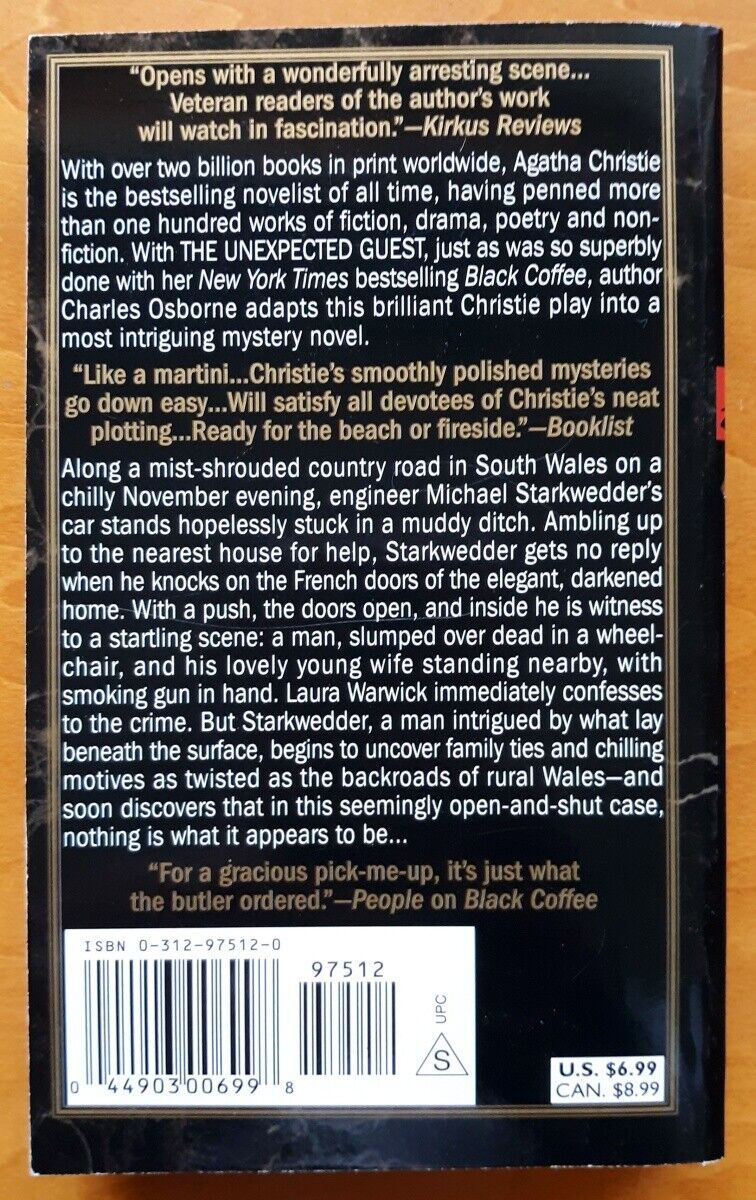 “Opens with a wonderfully arresting scene...
Veteran readers of the author’s work
will watch in fascination.”—Kirkus Reviews
With over two billion books in print worldwide, Agatha Christie
is the bestselling novelist of all time, having penned more
than one hundred works of fiction, drama, poetry and non-
fiction. With THE UNEXPECTED GUEST, just as was so superbly
done with her New York Times bestselling Black Coffee, author
Charles Osborne adapts this brilliant Christie play into a
most intriguing mystery novel.
“Like a martini...Christie’s smoothly polished mysteries
go down easy...Will satisfy all devotees of Christie’s neat
plotting...Ready for the beach or fireside.”—Booklist
Along a mist-shrouded country road in South Wales on a
chilly November evening, engineer Michael Starkwedder’s
car stands hopelessly stuck in a muddy ditch. Ambling up
to the nearest house for help, Starkwedder gets no reply
when he knocks on the French doors of the elegant, darkened
home. With a push, the doors open, and inside he is witness
to a startling scene: a man, slumped over dead in a wheel-
chair, and his lovely young wife standing nearby, with
smoking gun in hand. Laura Warwick immediately confesses
to the crime. But Starkwedder, a man intrigued by what lay
beneath the surface, begins to uncover family ties and chilling
motives as twisted as the backroads of rural Wales—and
soon discovers that in this seemingly open-and-shut case,
nothing is what it appears to be...
“For a gracious pick-me-up, it’s just what
the butler ordered.”—People on Black Coffee
ISBN 0-312-97512-0
97512
UPC
S
0 44903 00699 8
U.S. $6.99
CAN. $8.99